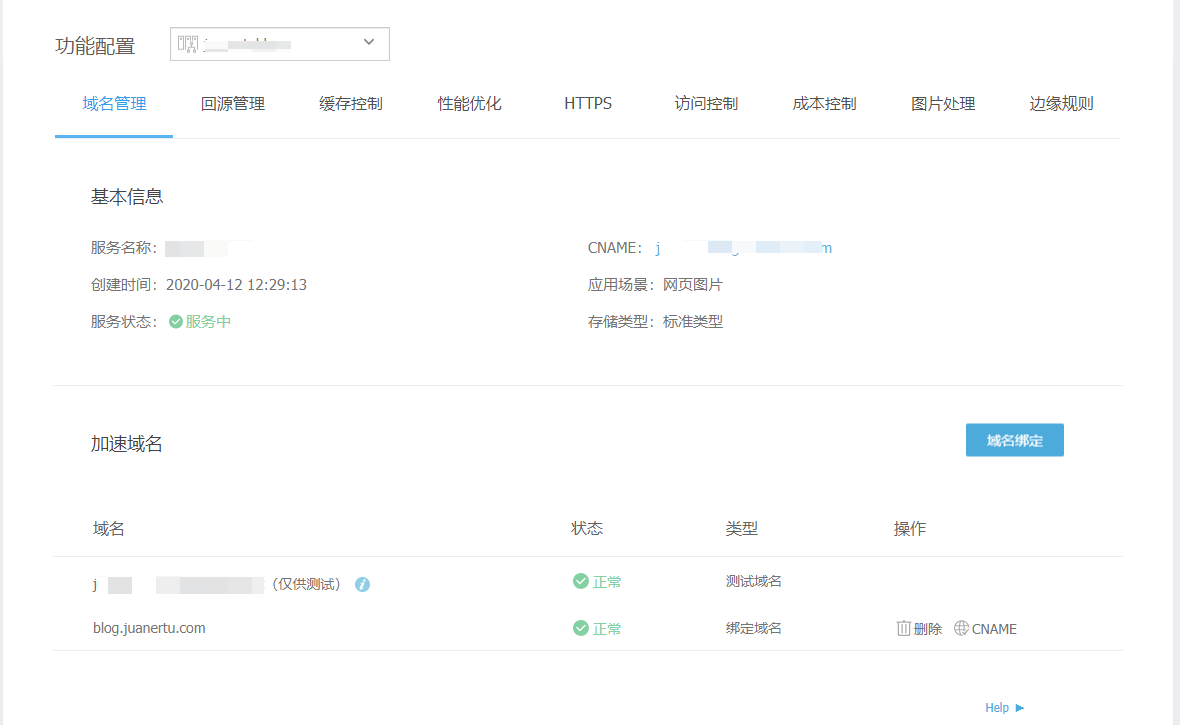 功能配置
域名管理 回源管理 缓存控制 性能优化 HTTPS 访问控制 成本控制 图片处理 边缘规则
基本信息
服务名称: CNAME:
创建时间: 2020-04-12 12:29:13 应用场景: 网页图片
服务状态: 服务中 存储类型: 标准类型
加速域名 域名绑定
域名 状态 类型 操作
j (仅供测试) 正常 测试域名
blog.juanertu.com 正常 绑定域名 删除 CNAME
Help